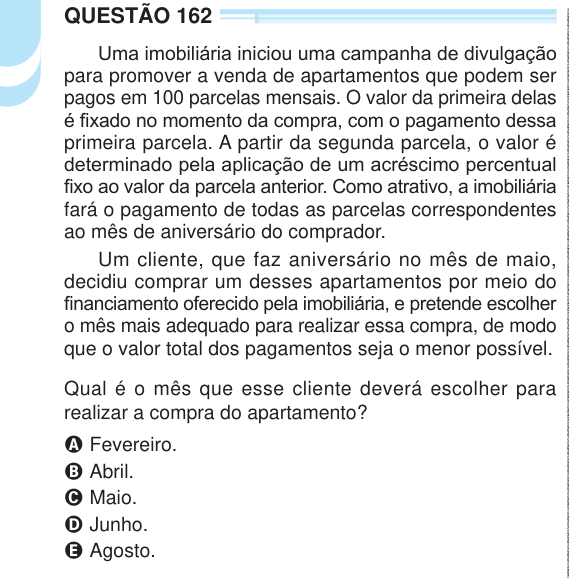 QUESTÃO 162
Uma imobiliária iniciou uma campanha de divulgação
para promover a venda de apartamentos que podem ser
pagos em 100 parcelas mensais. O valor da primeira delas
é fixado no momento da compra, com o pagamento dessa
primeira parcela. A partir da segunda parcela, o valor é
determinado pela aplicação de um acréscimo percentual
fixo ao valor da parcela anterior. Como atrativo, a imobiliária
fará o pagamento de todas as parcelas correspondentes
ao mês de aniversário do comprador.
Um cliente, que faz aniversário no mês de maio,
decidiu comprar um desses apartamentos por meio do
financiamento oferecido pela imobiliária, e pretende escolher
o mês mais adequado para realizar essa compra, de modo
que o valor total dos pagamentos seja o menor possível.
Qual é o mês que esse cliente deverá escolher para
realizar a compra do apartamento?
A Fevereiro.
B Abril.
C Maio.
D Junho.
E Agosto.